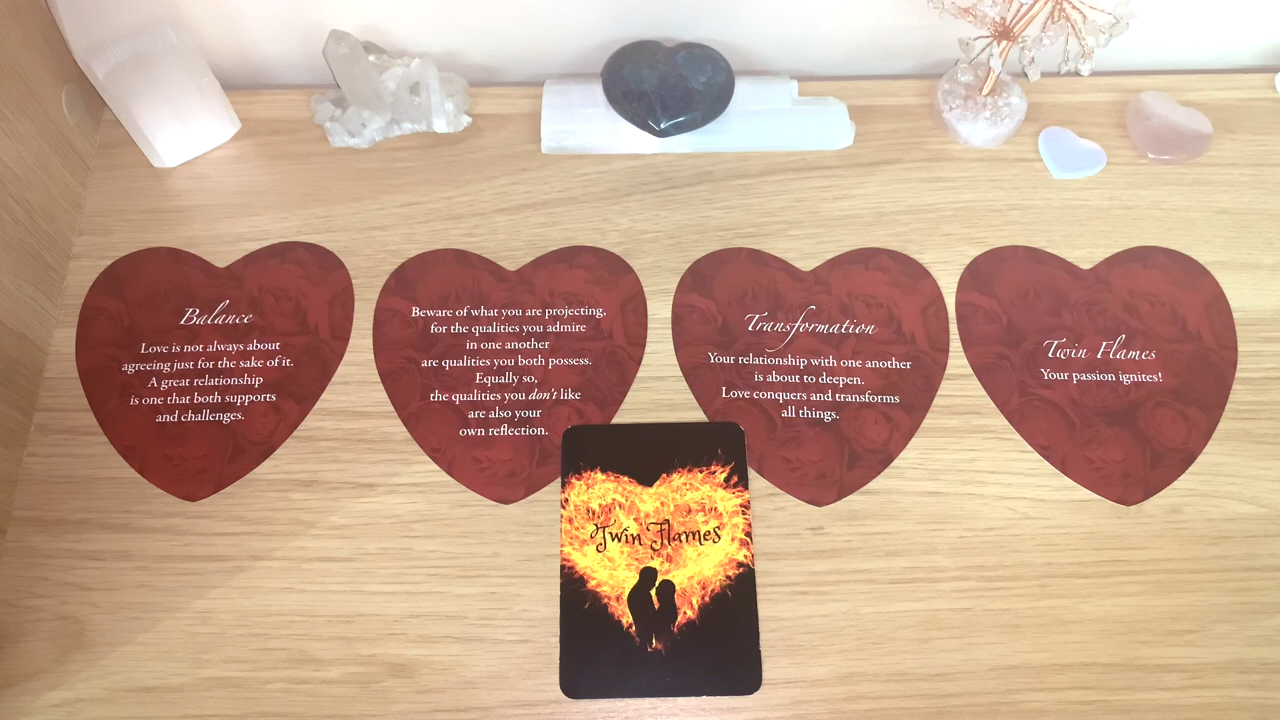 Balance
Love is not always about
agreeing just for the sake of it.
A great relationship
is one that both supports
and challenges.
Beware of what you are projecting,
for the qualities you admire
in one another
are qualities you both possess.
Equally so,
the qualities you don't like
are also your
own reflection.
Transformation
Your relationship with one another
is about to deepen.
Love conquers and transforms
all things.
Twin Flames
Your passion ignites!
Twin Flames